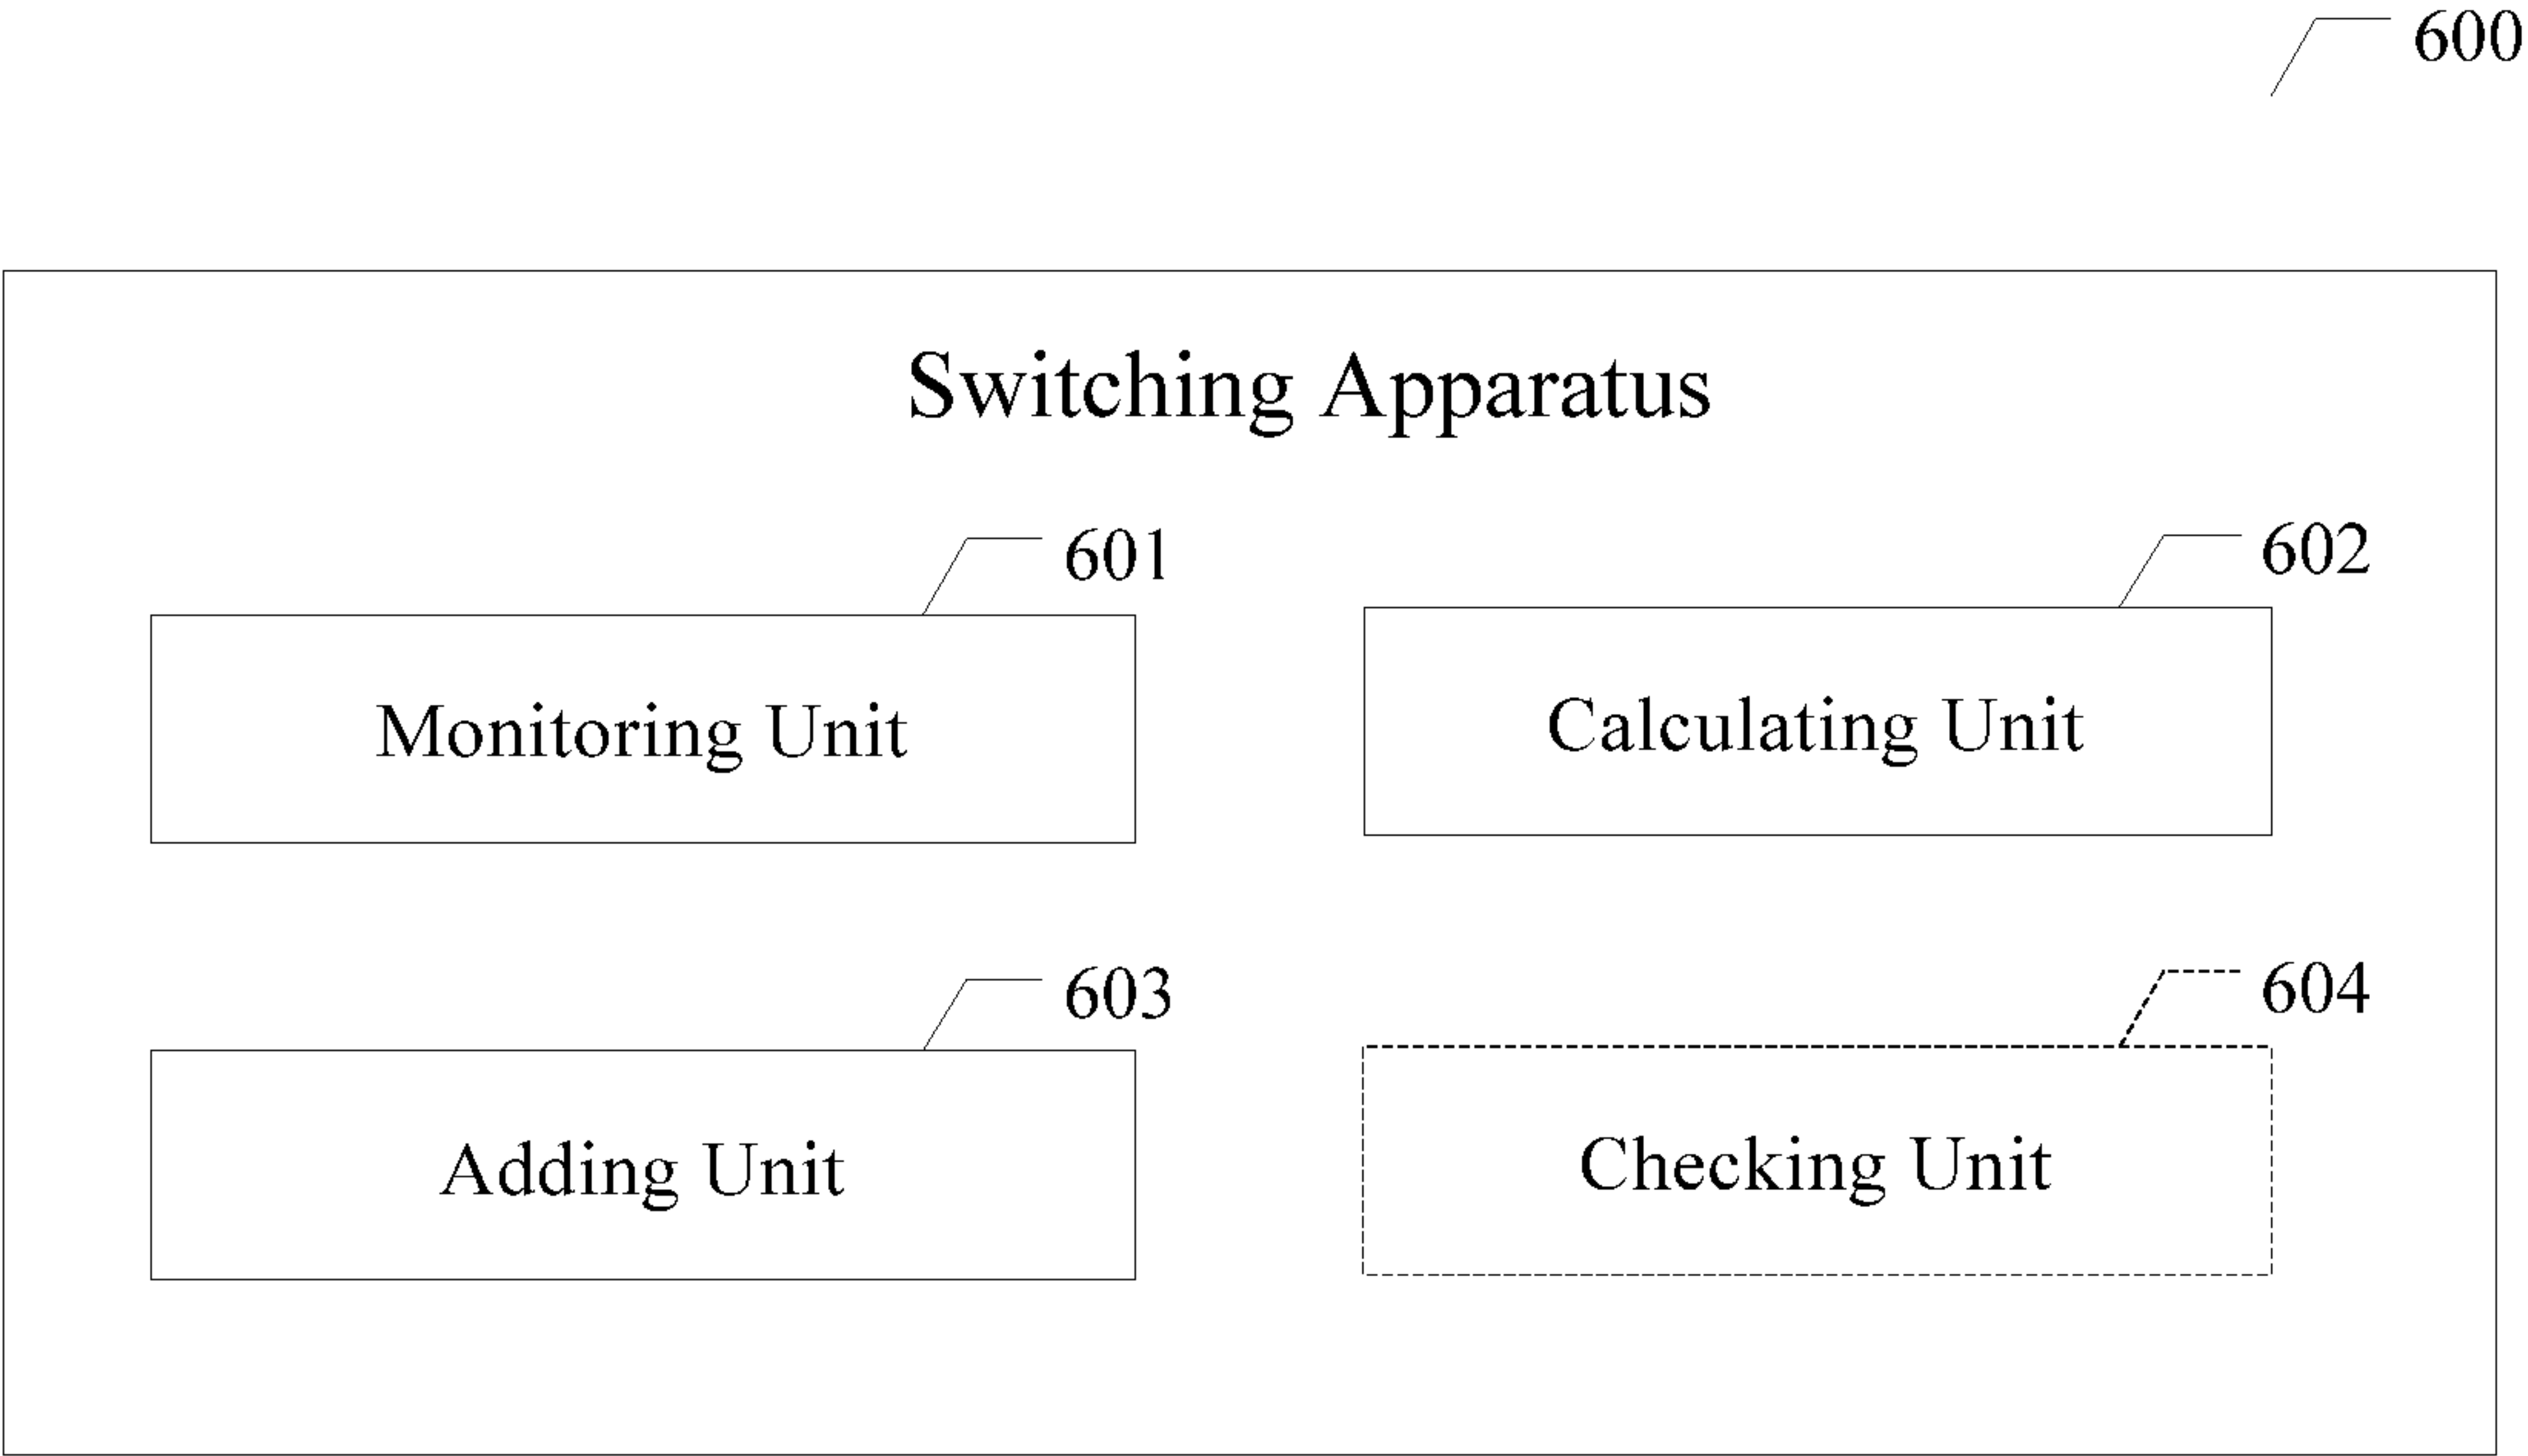 600
Switching Apparatus
601
602
Monitoring Unit
Calculating Unit
603
604
Adding Unit
Checking Unit